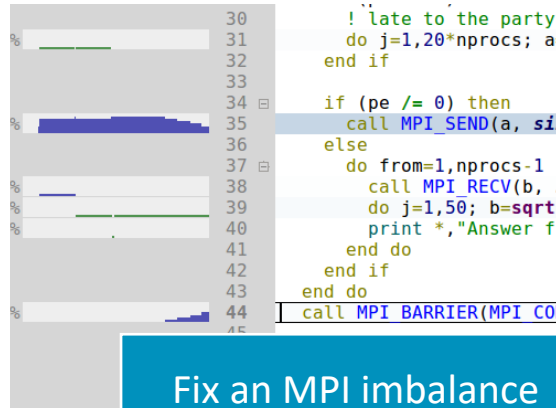 30 ! late to the party
% 31 do j=1,20*nprocs; a
32 end if
33
34 if (pe /= 0) then
% 35 call MPI_SEND(a, si
36 else
37 do from=1,nprocs-1
% 38 call MPI_RECV(b,
% 39 do j=1,50; b=sqrt
% 40 print *,"Answer f
41 end do
42 end if
43 end do
% 44 call MPI_BARRIER(MPI_CO
45
Fix an MPI imbalance